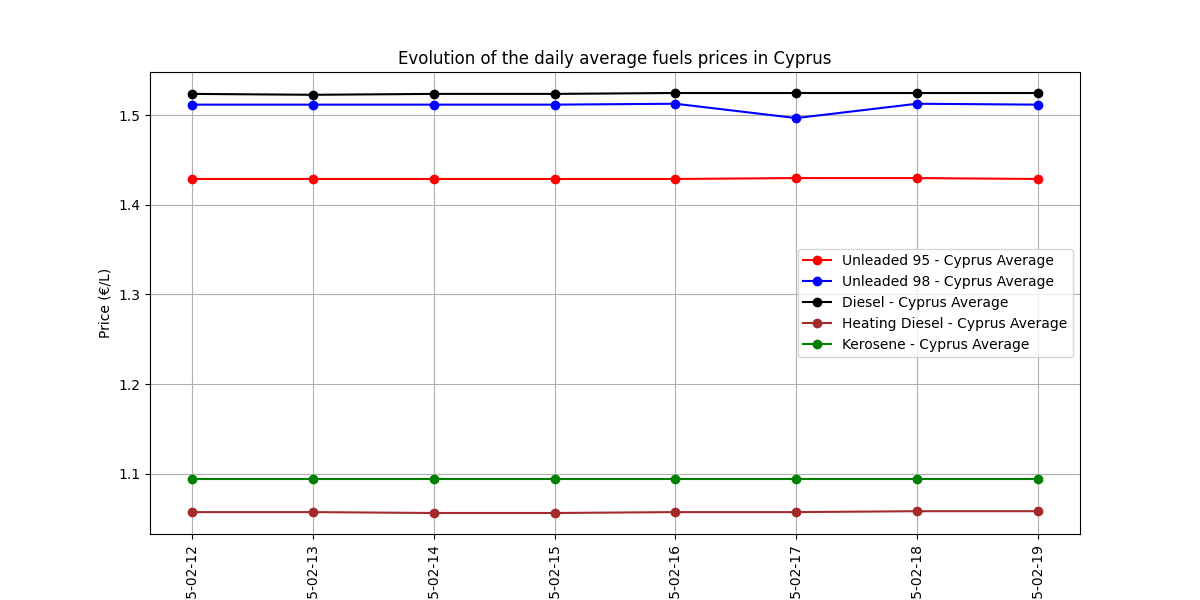 Evolution of the daily average fuels prices in Cyprus
Price (€/L)
1.5
1.4
1.3
1.2
1.1
Unleaded 95 - Cyprus Average
Unleaded 98 - Cyprus Average
Diesel - Cyprus Average
Heating Diesel - Cyprus Average
Kerosene - Cyprus Average
5-02-12
5-02-13
5-02-14
5-02-15
5-02-16
5-02-17
5-02-18
5-02-19